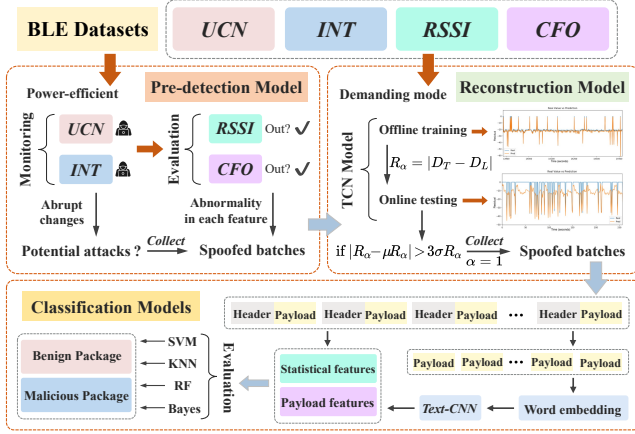 BLE Datasets
UCN
INT
RSSI
CFO
Power-efficient
Pre-detection Model
Monitoring
UCN
INT
Evaluation
RSSI
Out?
CFO
Out?
Abrupt
changes
Abnormality
in each feature
Potential attacks ?
Collect
Spoofed batches
Demanding mode
Reconstruction Model
TCN Model
Offline training
R_α = |D_T − D_L|
Online testing
if |R_α−μR_α|>3σR_α
Collect
α = 1
Spoofed batches
Classification Models
Header Payload Header Payload Header Payload ••• Header Payload
Payload Payload ••• Payload Payload
Benign Package
Malicious Package
SVM
KNN
RF
Bayes
Evaluation
Statistical features
Payload features
Text-CNN
Word embedding